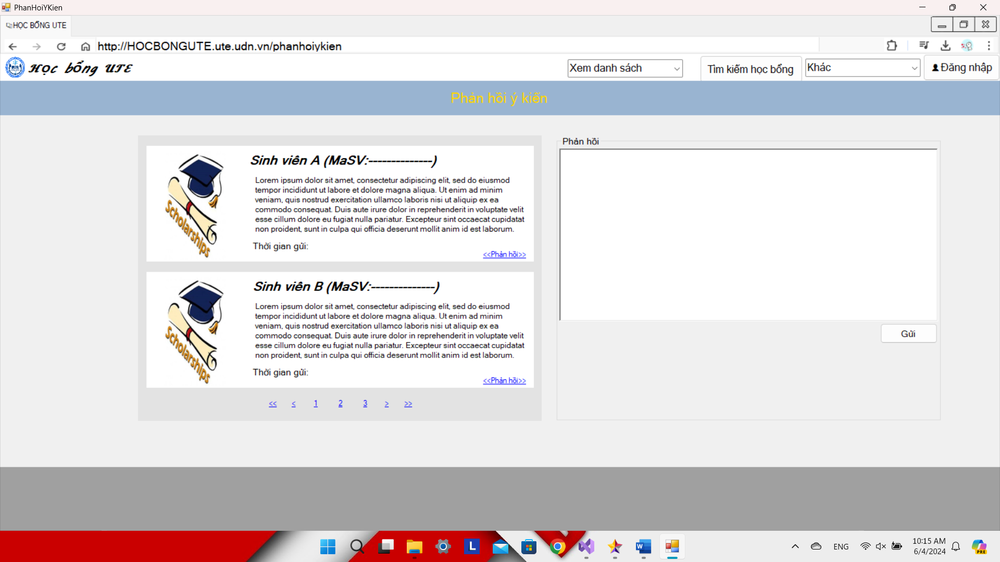 PhanHoiYKien
HỌC BỔNG UTE
http://HOCBONGUTE.ute.udn.vn/phanhoiykien
Học bổng UTE
Xem danh sách
Tìm kiếm học bổng
Khác
Đăng nhập
Phản hồi ý kiến
Sinh viên A (MaSV:--------------)
Lorem ipsum dolor sit amet, consectetur adipiscing elit, sed do eiusmod
tempor incididunt ut labore et dolore magna aliqua. Ut enim ad minim
veniam, quis nostrud exercitation ullamco laboris nisi ut aliquip ex ea
commodo consequat. Duis aute irure dolor in reprehenderit in voluptate velit
esse cillum dolore eu fugiat nulla pariatur. Excepteur sint occaecat cupidatat
non proident, sunt in culpa qui officia deserunt mollit anim id est laborum.
Scholarships
Thời gian gửi:
<<Phản hồi>>
Sinh viên B (MaSV:--------------)
Lorem ipsum dolor sit amet, consectetur adipiscing elit, sed do eiusmod
tempor incididunt ut labore et dolore magna aliqua. Ut enim ad minim
veniam, quis nostrud exercitation ullamco laboris nisi ut aliquip ex ea
commodo consequat. Duis aute irure dolor in reprehenderit in voluptate velit
esse cillum dolore eu fugiat nulla pariatur. Excepteur sint occaecat cupidatat
non proident, sunt in culpa qui officia deserunt mollit anim id est laborum.
Scholarships
Thời gian gửi:
<<Phản hồi>>
<< < 1 2 3 > >>
Phản hồi
Gửi
L
W
ENG
10:15 AM
6/4/2024
PRE